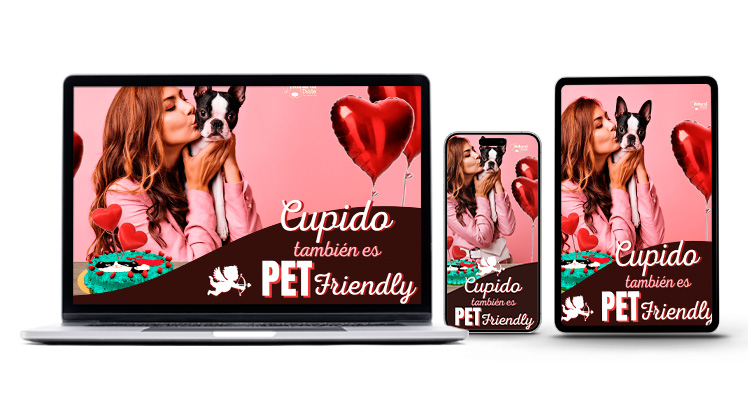 Cupido
también es
PET Friendly
Cupido
también es
PET Friendly
Cupido
también es
PET Friendly